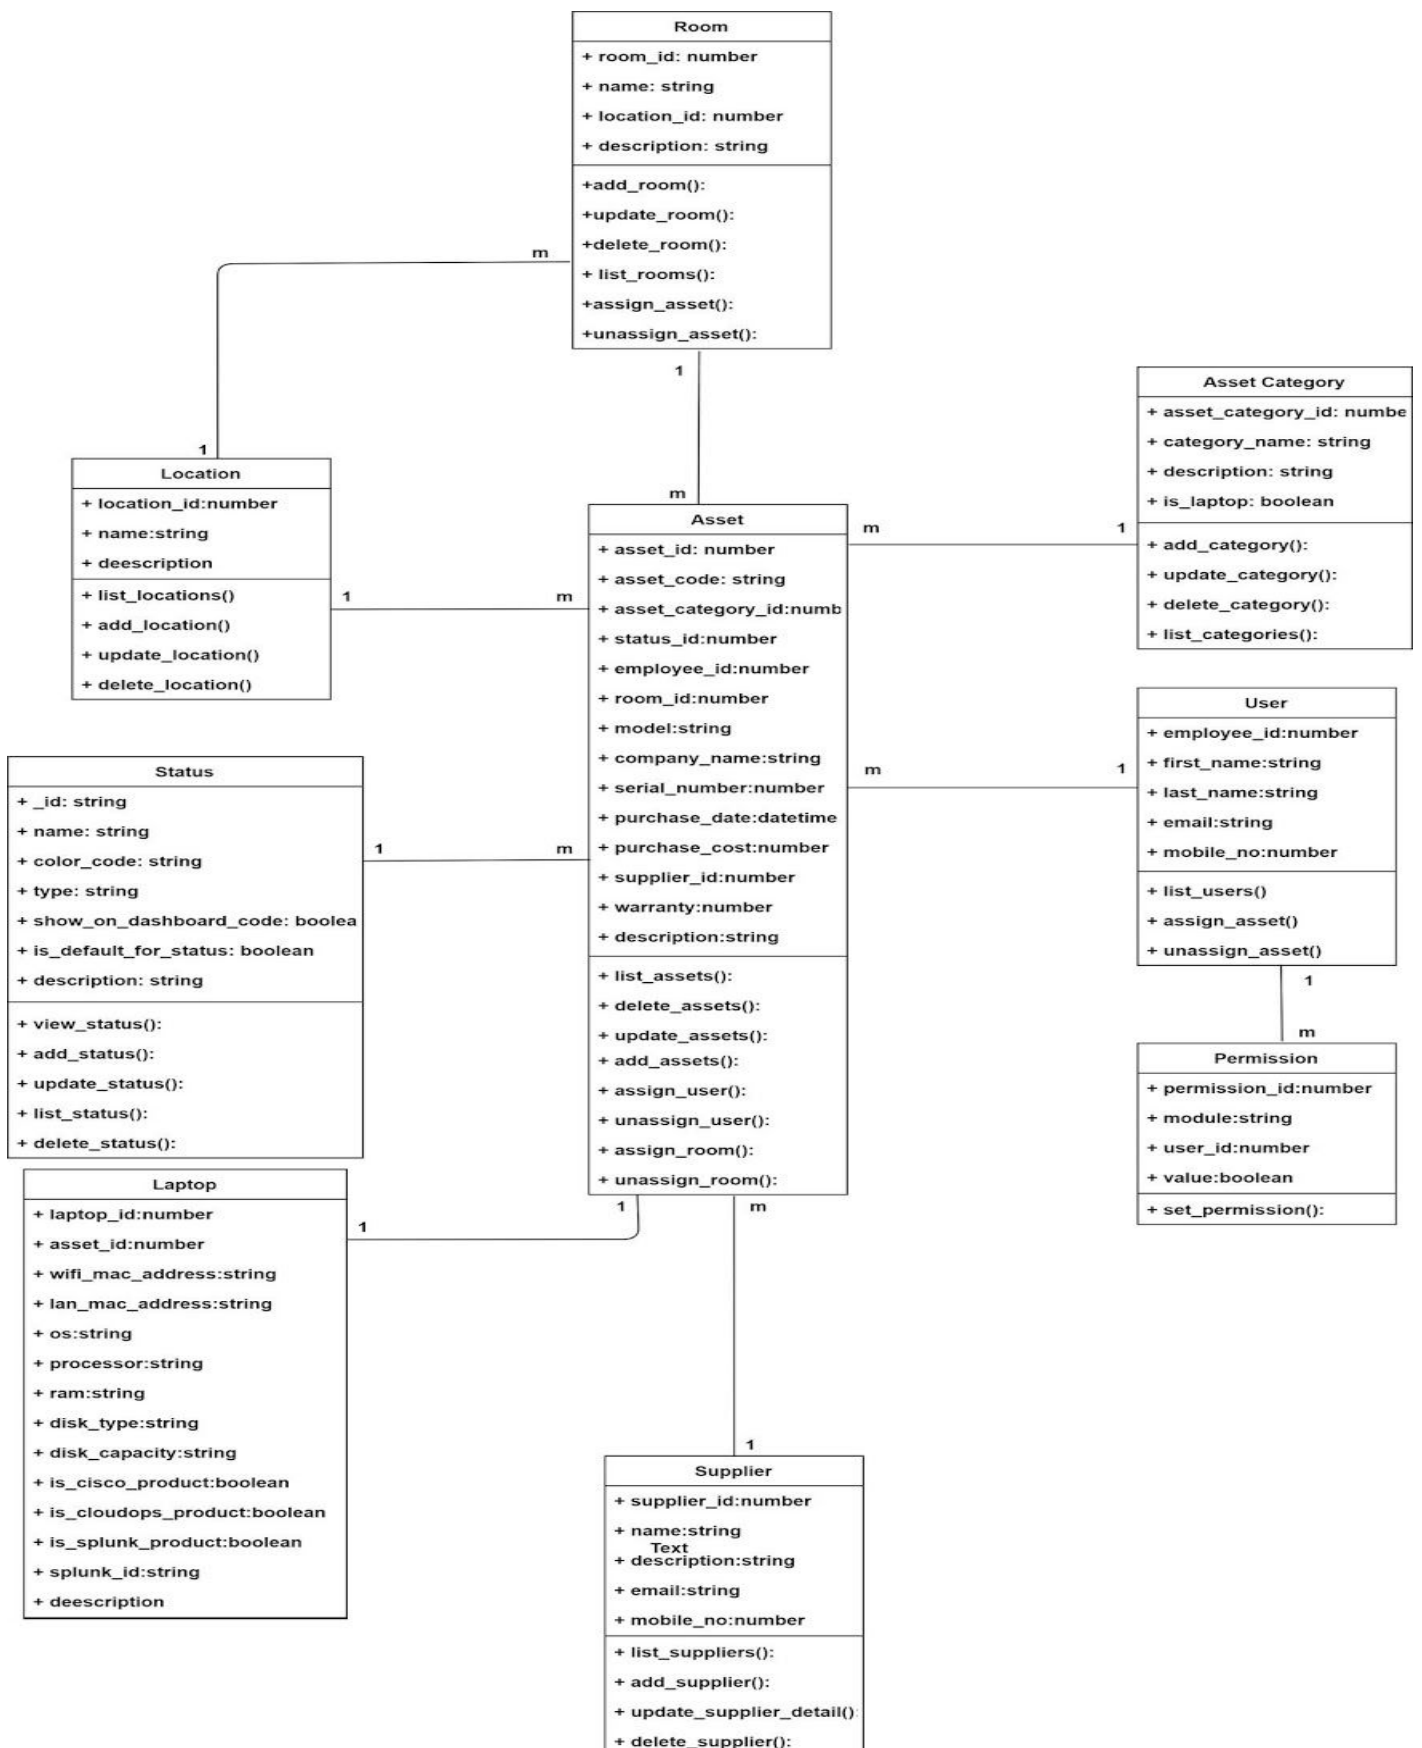 Room
+ room_id: number
+ name: string
+ location_id: number
+ description: string
+add_room():
+update_room():
+delete_room():
+ list_rooms():
+assign_asset():
+unassign_asset():
m
1
1
m
Location
+ location_id:number
+ name:string
+ deescription
+ list_locations()
+ add_location()
+ update_location()
+ delete_location()
1
m
Asset Category
+ asset_category_id: numbe
+ category_name: string
+ description: string
+ is_laptop: boolean
+ add_category():
+ update_category():
+ delete_category():
+ list_categories():
m
1
Asset
+ asset_id: number
+ asset_code: string
+ asset_category_id:numb
+ status_id:number
+ employee_id:number
+ room_id:number
+ model:string
+ company_name:string
+ serial_number:number
+ purchase_date:datetime
+ purchase_cost:number
+ supplier_id:number
+ warranty:number
+ description:string
+ list_assets():
+ delete_assets():
+ update_assets():
+ add_assets():
+ assign_user():
+ unassign_user():
+ assign_room():
+ unassign_room():
m
1
User
+ employee_id:number
+ first_name:string
+ last_name:string
+ email:string
+ mobile_no:number
+ list_users()
+ assign_asset()
+ unassign_asset()
1
m
Permission
+ permission_id:number
+ module:string
+ user_id:number
+ value:boolean
+ set_permission():
Status
+ _id: string
+ name: string
+ color_code: string
+ type: string
+ show_on_dashboard_code: boolea
+ is_default_for_status: boolean
+ description: string
+ view_status():
+ add_status():
+ update_status():
+ list_status():
+ delete_status():
1
m
Laptop
+ laptop_id:number
+ asset_id:number
+ wifi_mac_address:string
+ lan_mac_address:string
+ os:string
+ processor:string
+ ram:string
+ disk_type:string
+ disk_capacity:string
+ is_cisco_product:boolean
+ is_cloudops_product:boolean
+ is_splunk_product:boolean
+ splunk_id:string
+ deescription
1
1
m
1
Supplier
+ supplier_id:number
+ name:string
Text
+ description:string
+ email:string
+ mobile_no:number
+ list_suppliers():
+ add_supplier():
+ update_supplier_detail():
+ delete_supplier():